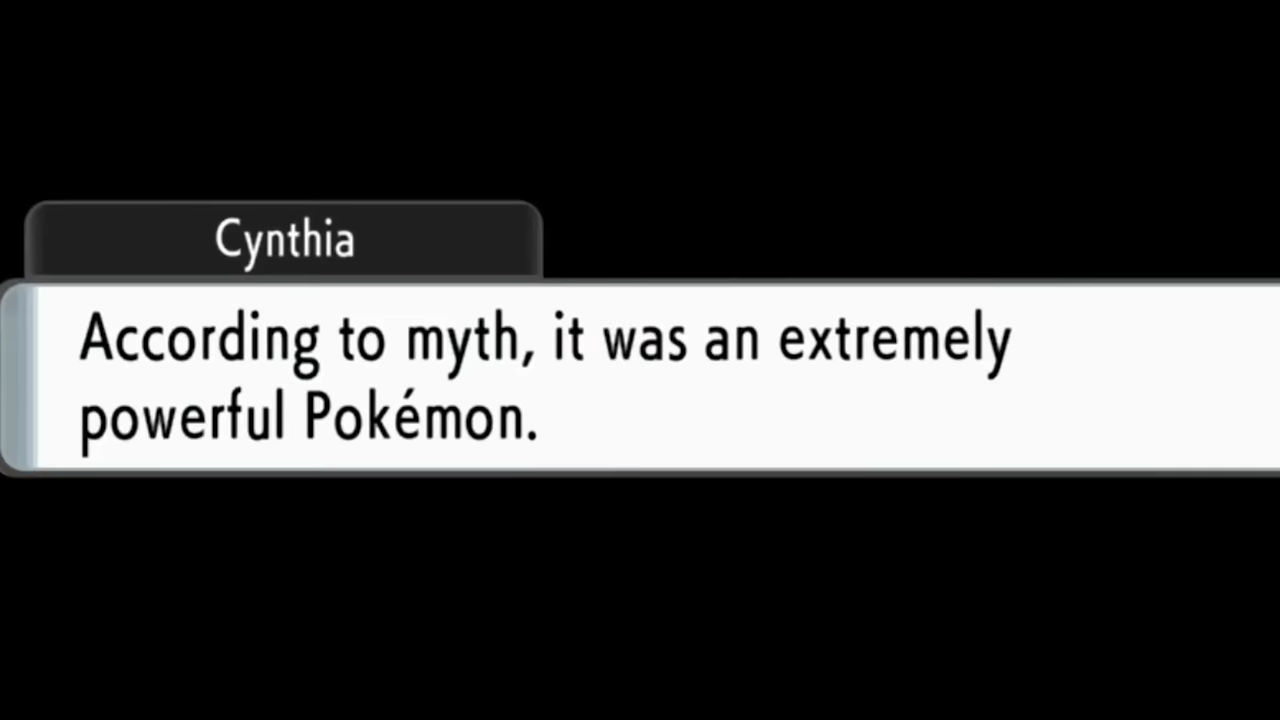 Cynthia
According to myth, it was an extremely
powerful Pokémon.